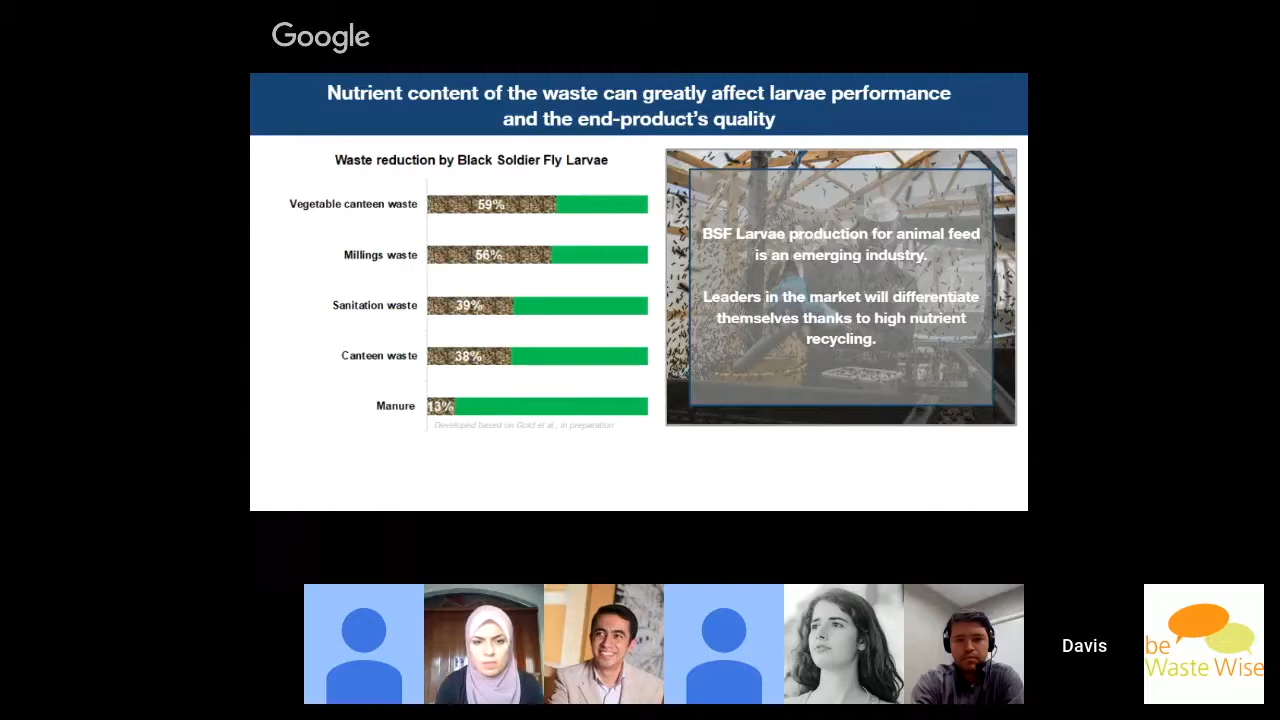 Google
Nutrient content of the waste can greatly affect larvae performance
and the end-product's quality
Waste reduction by Black Soldier Fly Larvae
Vegetable canteen waste 59%
Millings waste 56%
Sanitation waste 39%
Canteen waste 38%
Manure 13%
Developed based on Gold et al., in preparation
BSF Larvae production for animal feed
is an emerging industry.
Leaders in the market will differentiate
themselves thanks to high nutrient
recycling.
Davis
be
Waste Wise